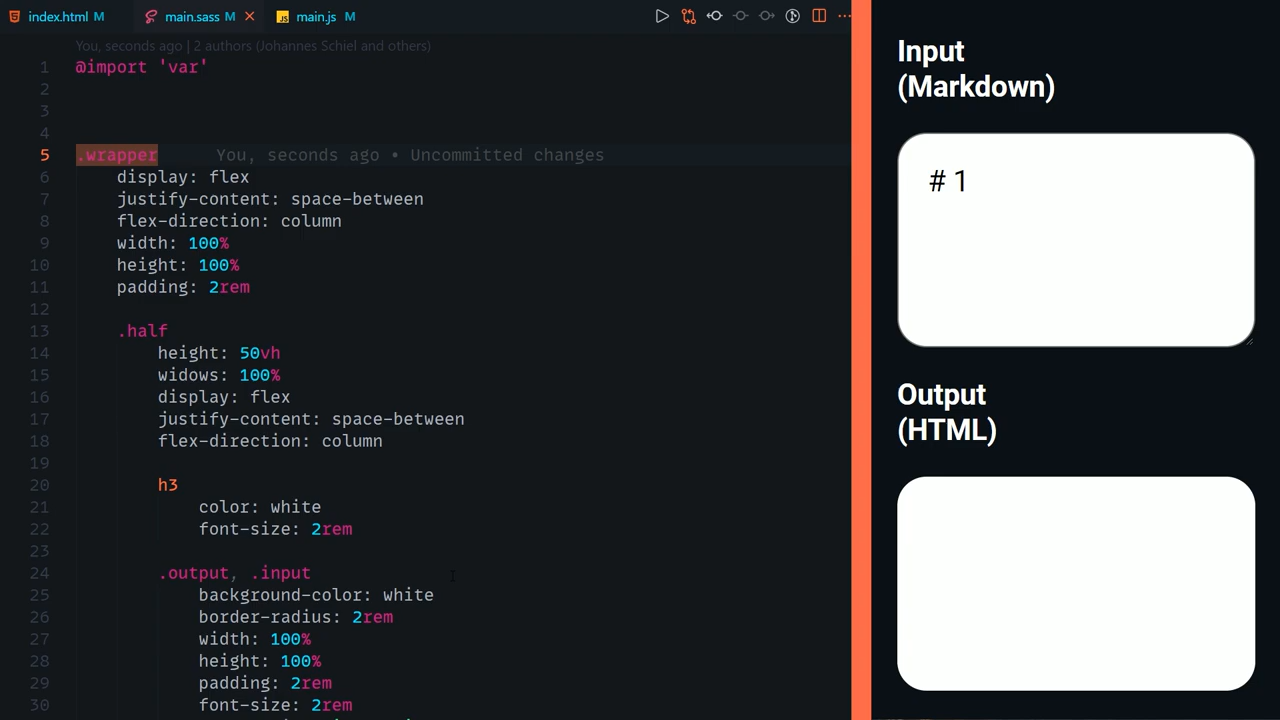 index.html M main.sass M main.js M
You, seconds ago | 2 authors (Johannes Schiel and others)
1 @import 'var'
2
3
4
5 .wrapper You, seconds ago • Uncommitted changes
6 display: flex
7 justify-content: space-between
8 flex-direction: column
9 width: 100%
10 height: 100%
11 padding: 2rem
12
13 .half
14 height: 50vh
15 widows: 100%
16 display: flex
17 justify-content: space-between
18 flex-direction: column
19
20 h3
21 color: white
22 font-size: 2rem
23
24 .output, .input
25 background-color: white
26 border-radius: 2rem
27 width: 100%
28 height: 100%
29 padding: 2rem
30 font-size: 2rem
Input
(Markdown)
# 1
Output
(HTML)